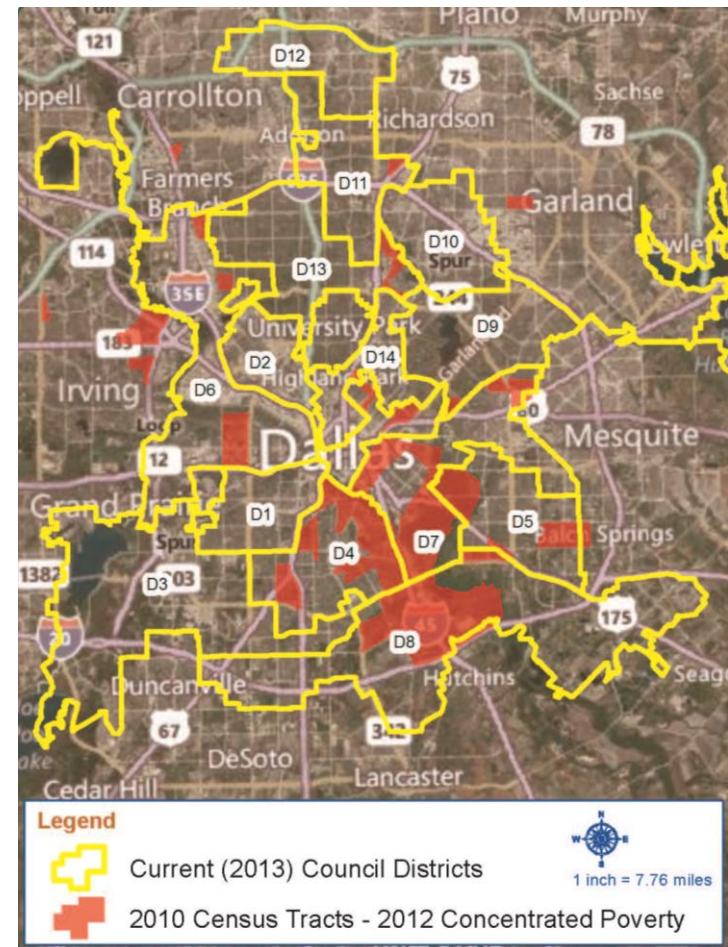 Plano
Murphy
121
D12
75
Carrollton
Sachse
Richardson
78
Farmers
D11
Branch
Garland
114
D10
D13
Spur
35E
University Park
D9
D2
D14
Garland Rd
183
Irving
D6
Loop
12
Dallas
Mesquite
Grand Prairie
D1
D5
Balch Springs
Spur
D4
D7
1382
D3
303
45
175
20
D8
Duncanville
Hutchins
67
342
DeSoto
Lancaster
Cedar Hill
Legend
Current (2013) Council Districts
W N E S
1 inch = 7.76 miles
2010 Census Tracts - 2012 Concentrated Poverty